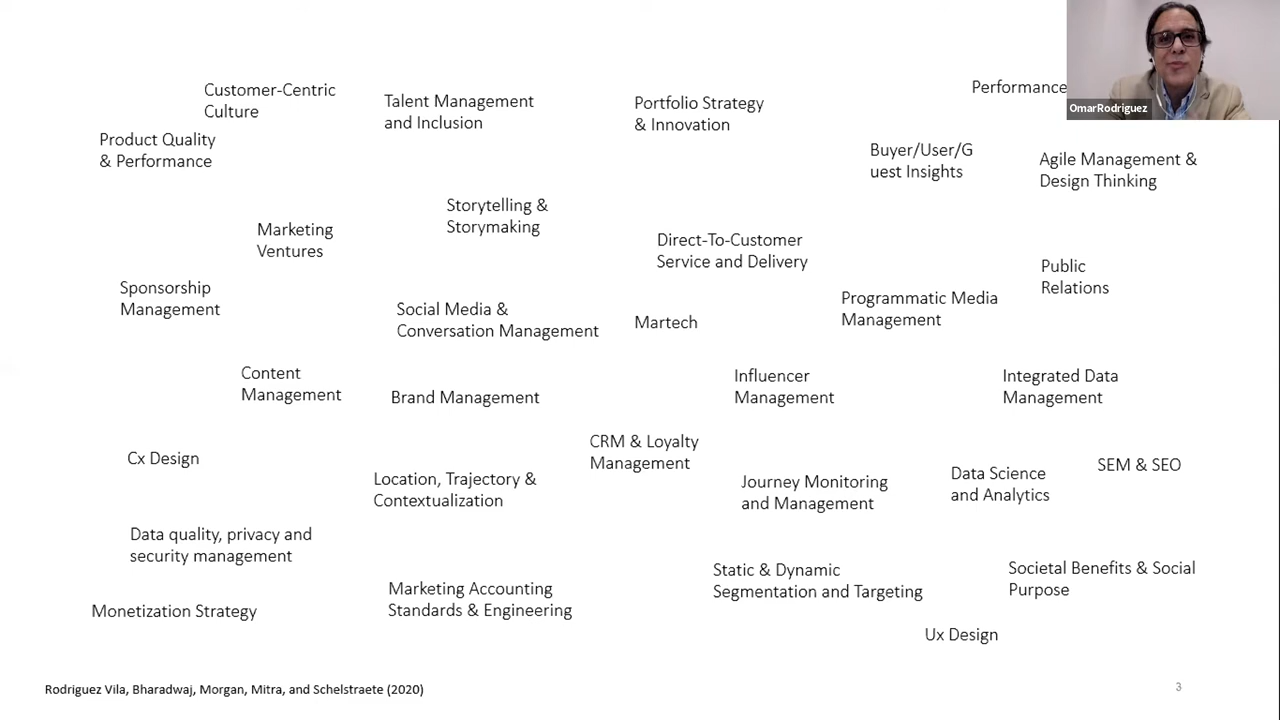 Customer-Centric
Culture
Talent Management
and Inclusion
Portfolio Strategy
& Innovation
Performance
OmarRodriguez
Product Quality
& Performance
Buyer/User/G
uest Insights
Agile Management &
Design Thinking
Storytelling &
Storymaking
Marketing
Ventures
Direct-To-Customer
Service and Delivery
Public
Relations
Sponsorship
Management
Social Media &
Conversation Management
Martech
Programmatic Media
Management
Content
Management
Brand Management
Influencer
Management
Integrated Data
Management
CRM & Loyalty
Management
Cx Design
Location, Trajectory &
Contextualization
Journey Monitoring
and Management
Data Science
and Analytics
SEM & SEO
Data quality, privacy and
security management
Marketing Accounting
Standards & Engineering
Static & Dynamic
Segmentation and Targeting
Societal Benefits & Social
Purpose
Monetization Strategy
Ux Design
Rodriguez Vila, Bharadwaj, Morgan, Mitra, and Schelstraete (2020)
3